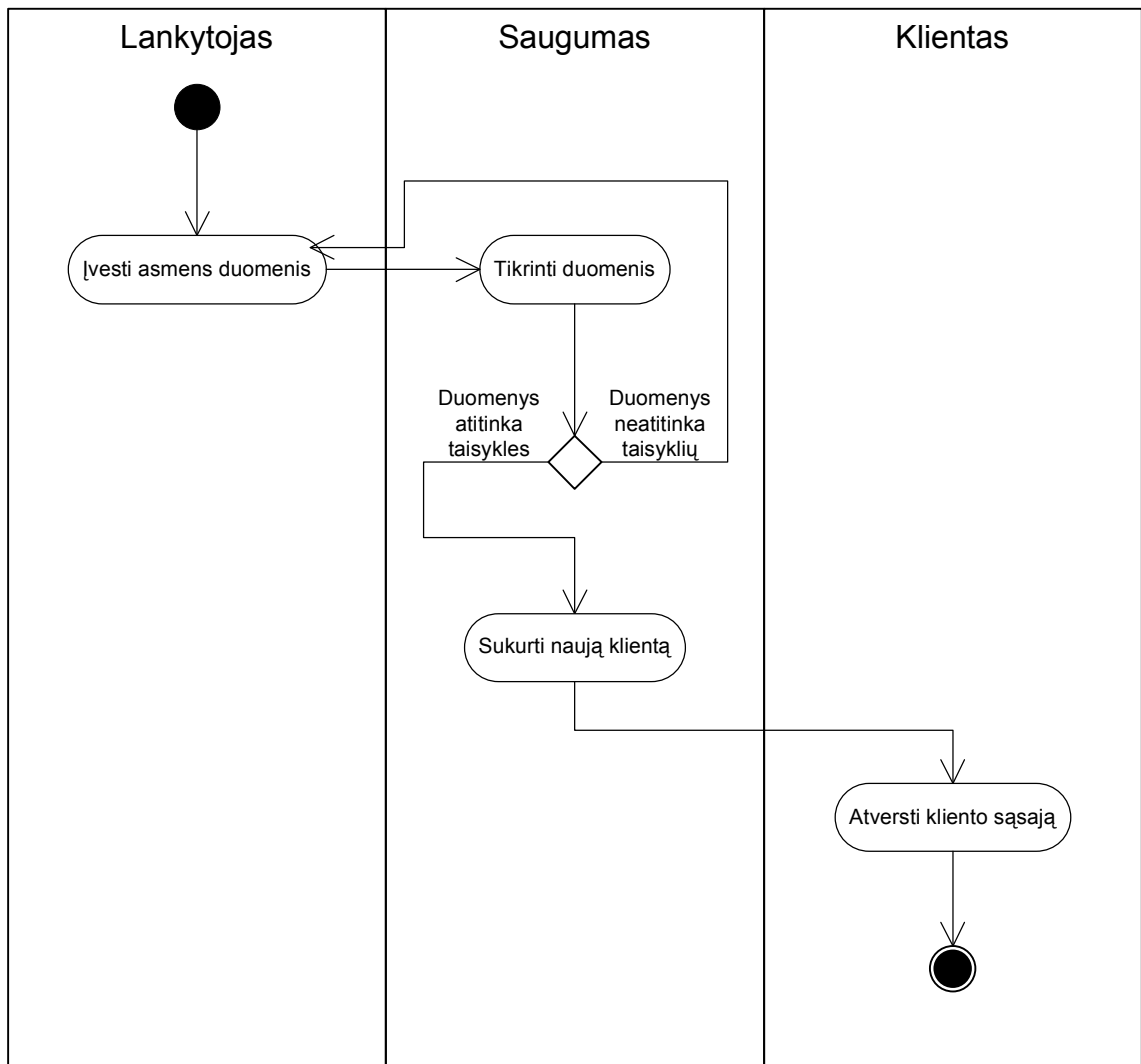 Lankytojas
Saugumas
Klientas
Įvesti asmens duomenis
Tikrinti duomenis
Duomenys
atitinka
taisykles
Duomenys
neatitinka
taisyklių
Sukurti naują klientą
Atversti kliento sąsają